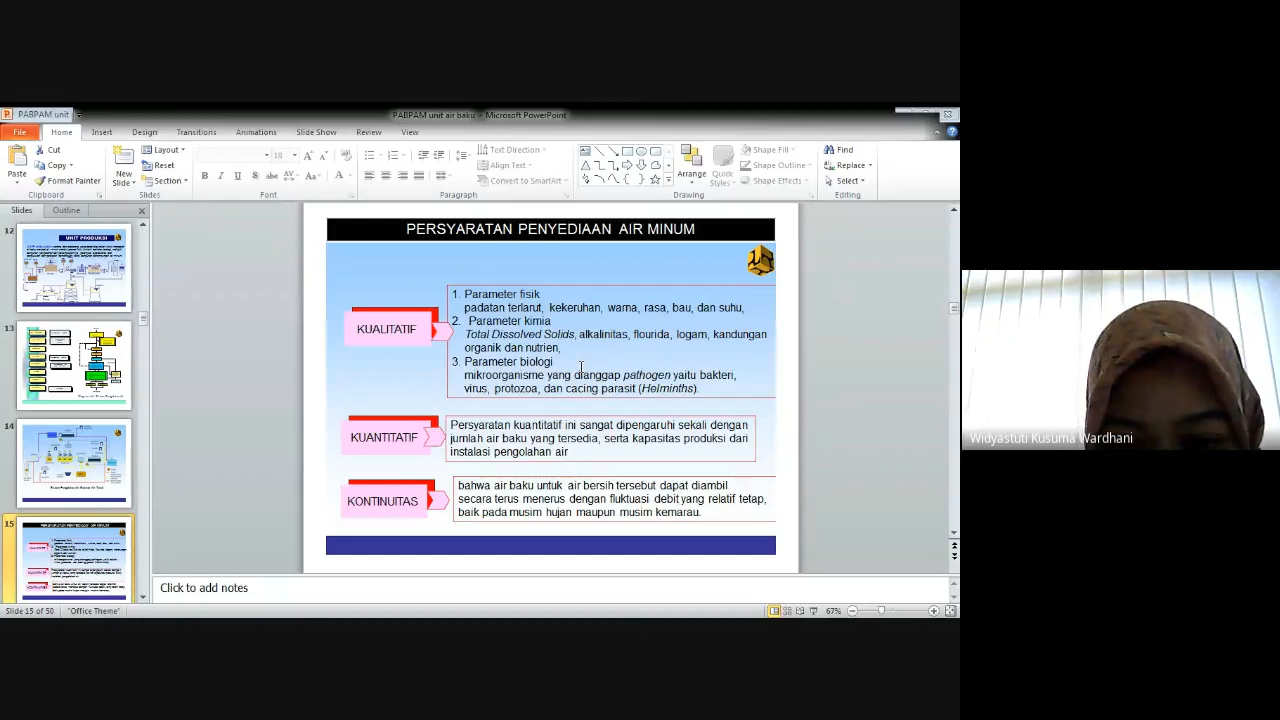 PABPAM unit
PABPAM unit air baku - Microsoft PowerPoint
File Home Insert Design Transitions Animations Slide Show Review View
Paste
Cut
Copy
Format Painter
Clipboard
New Slide
Layout
Reset
Section
Slides
18
Font
Paragraph
Text Direction
Align Text
Convert to SmartArt
Arrange
Quick Styles
Shape Fill
Shape Outline
Shape Effects
Drawing
Find
Replace
Select
Editing
Slides Outline
12
UNIT PRODUKSI
13
14
15
PERSYARATAN PENYEDIAAN AIR MINUM
KUALITATIF
1. Parameter fisik
padatan terlarut, kekeruhan, warna, rasa, bau, dan suhu,
2. Parameter kimia
Total Dissolved Solids, alkalinitas, flourida, logam, kandungan
organik dan nutrien,
3. Parameter biologi
mikroorganisme yang dianggap pathogen yaitu bakteri,
virus, protozoa, dan cacing parasit (Helminths).
KUANTITATIF
Persyaratan kuantitatif ini sangat dipengaruhi sekali dengan
jumlah air baku yang tersedia, serta kapasitas produksi dari
instalasi pengolahan air
KONTINUITAS
bahwa air baku untuk air bersih tersebut dapat diambil
secara terus menerus dengan fluktuasi debit yang relatif tetap,
baik pada musim hujan maupun musim kemarau.
Click to add notes
Slide 15 of 50
"Office Theme"
67%
Widyastuti Kusuma Wardhani